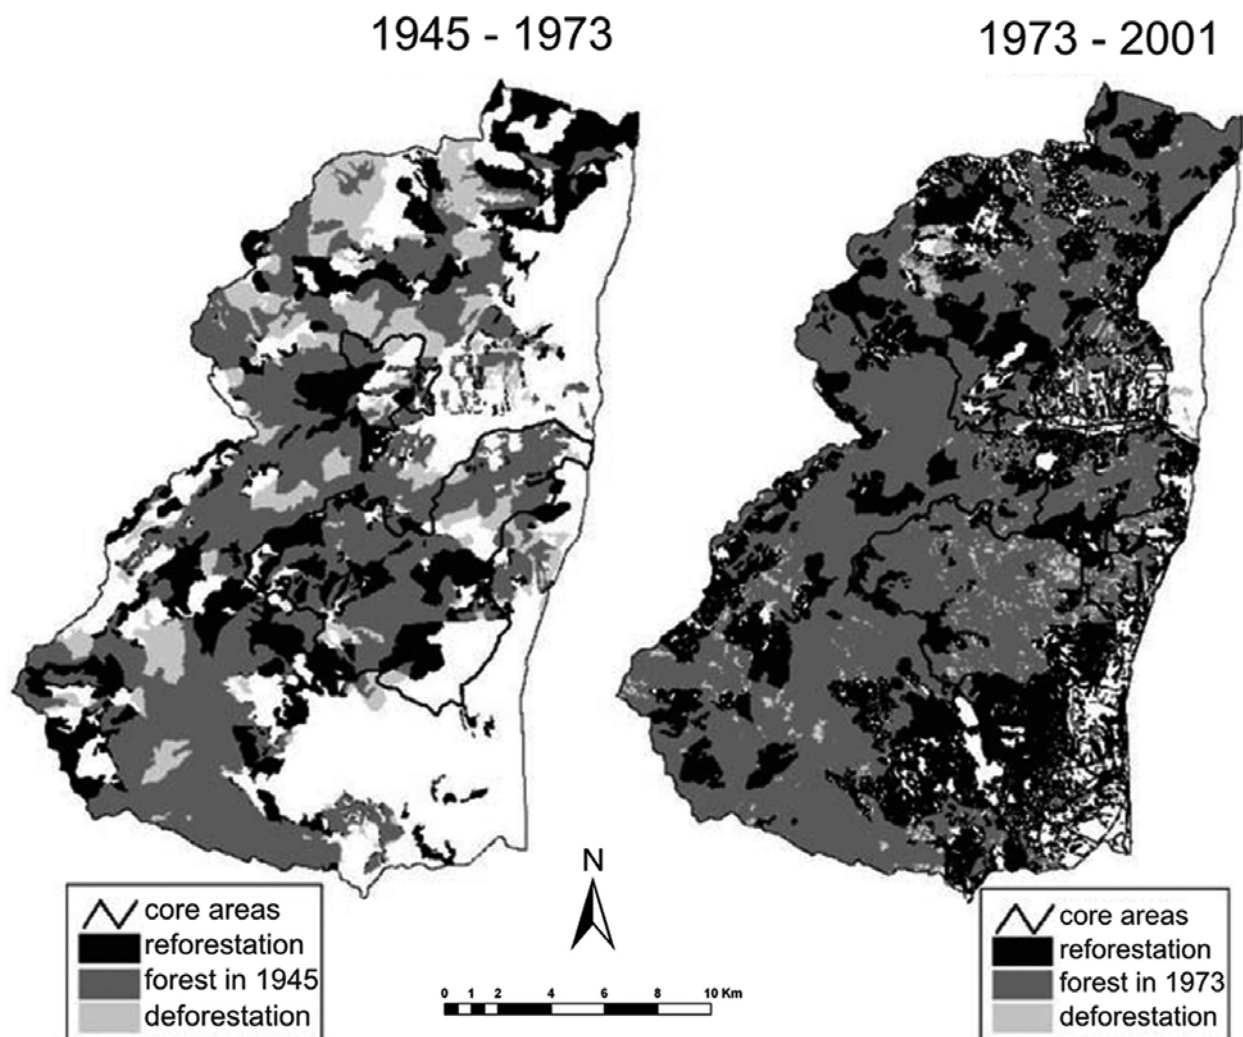 1945 - 1973
1973 - 2001
core areas
reforestation
forest in 1945
deforestation
N
0 1 2 4 6 8 10 Km
core areas
reforestation
forest in 1973
deforestation